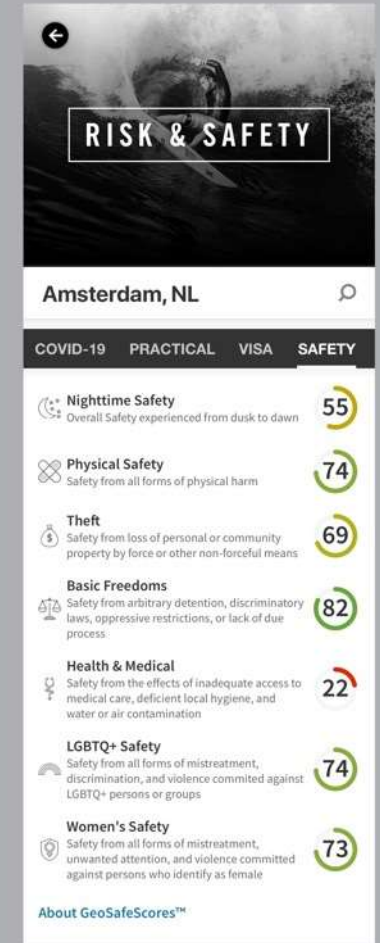 RISK & SAFETY
Amsterdam, NL
COVID-19 PRACTICAL VISA SAFETY
Nighttime Safety
Overall Safety experienced from dusk to dawn
55
Physical Safety
Safety from all forms of physical harm
74
Theft
Safety from loss of personal or community
property by force or other non-forceful means
69
Basic Freedoms
Safety from arbitrary detention, discriminatory
laws, oppressive restrictions, or lack of due
process
82
Health & Medical
Safety from the effects of inadequate access to
medical care, deficient local hygiene, and
water or air contamination
22
LGBTQ+ Safety
Safety from all forms of mistreatment,
discrimination, and violence commited against
LGBTQ+ persons or groups
74
Women's Safety
Safety from all forms of mistreatment,
unwanted attention, and violence committed
against persons who identify as female
73
About GeoSafeScores™